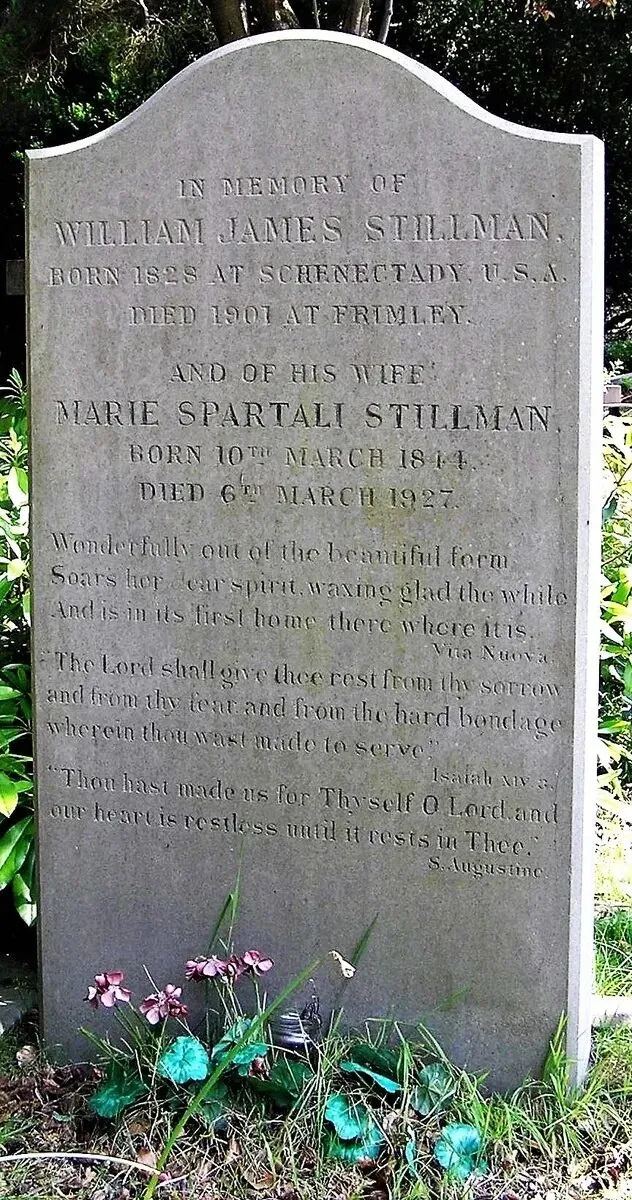 IN MEMORY OF
WILLIAM JAMES STILLMAN,
BORN 1828 AT SCHENECTADY, U.S.A.
DIED 1901 AT FRIMLEY.
AND OF HIS WIFE
MARIE SPARTALI STILLMAN,
BORN 10TH MARCH 1844,
DIED 6TH MARCH 1927.
Wonderfully out of the beautiful form
Soars her clear spirit, waxing glad the while
And is in its first home there where it is.
Vita Nuova.
"The Lord shall give thee rest from thy sorrow
and from thy fear and from the hard bondage
wherein thou wast made to serve."
Isaiah XIV 3.
"Thou hast made us for Thyself O Lord and
our heart is restless until it rests in Thee."
S. Augustine.